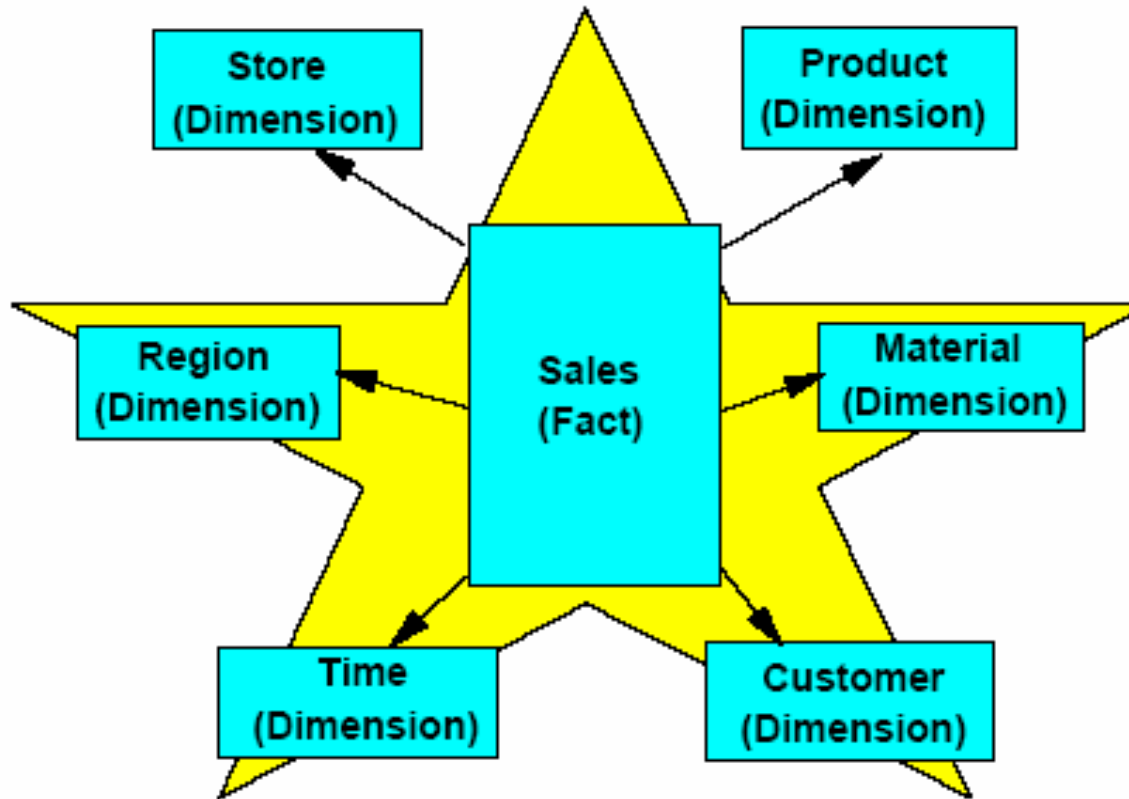 Store
(Dimension)
Product
(Dimension)
Region
(Dimension)
Sales
(Fact)
Material
(Dimension)
Time
(Dimension)
Customer
(Dimension)